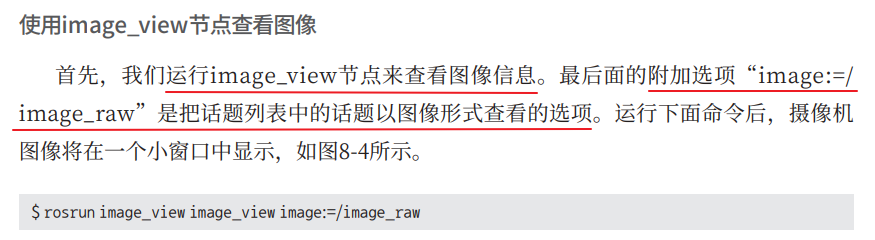 使用image_view节点查看图像
首先，我们运行image_view节点来查看图像信息。最后面的附加选项“image:=/
image_raw”是把话题列表中的话题以图像形式查看的选项。运行下面命令后，摄像机
图像将在一个小窗口中显示，如图8-4所示。
$ rosrun image_view image_view image:=/image_raw